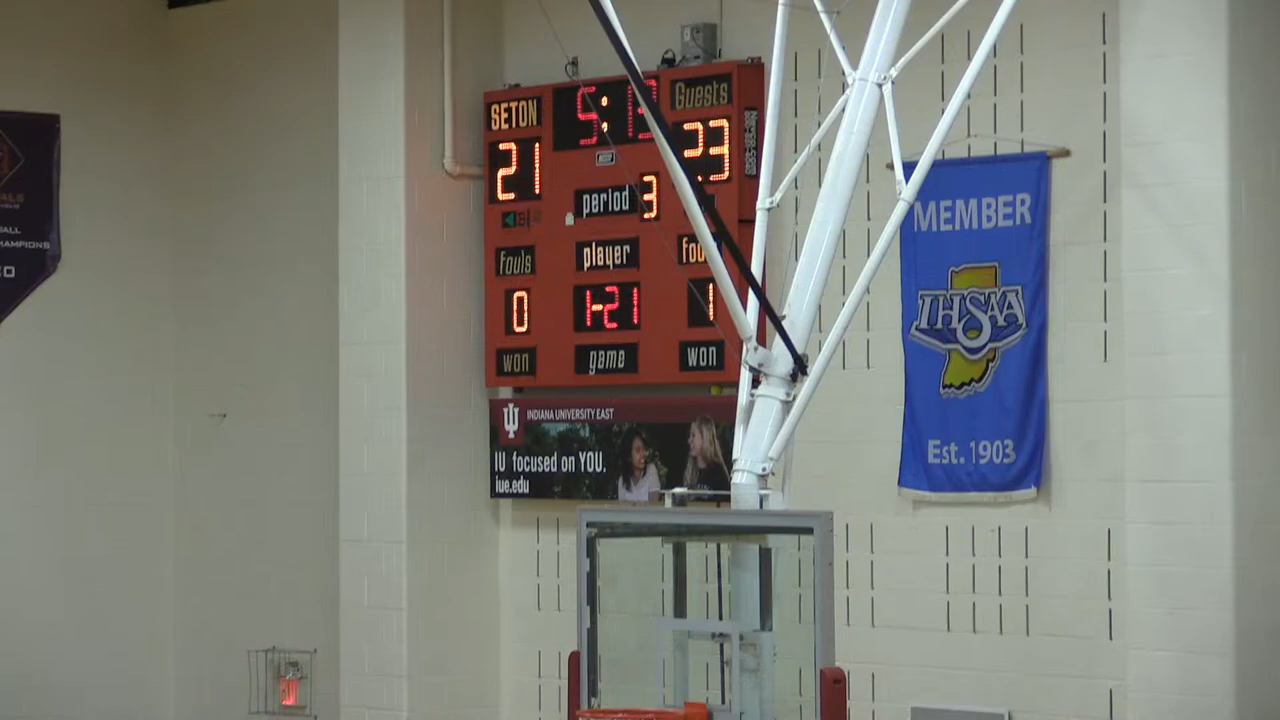 SETON
Guests
21
23
period 3
fouls
player
0
1-21
1
won
game
won
INDIANA UNIVERSITY EAST
IU focused on YOU.
iue.edu
MEMBER
IHSAA
Est. 1903